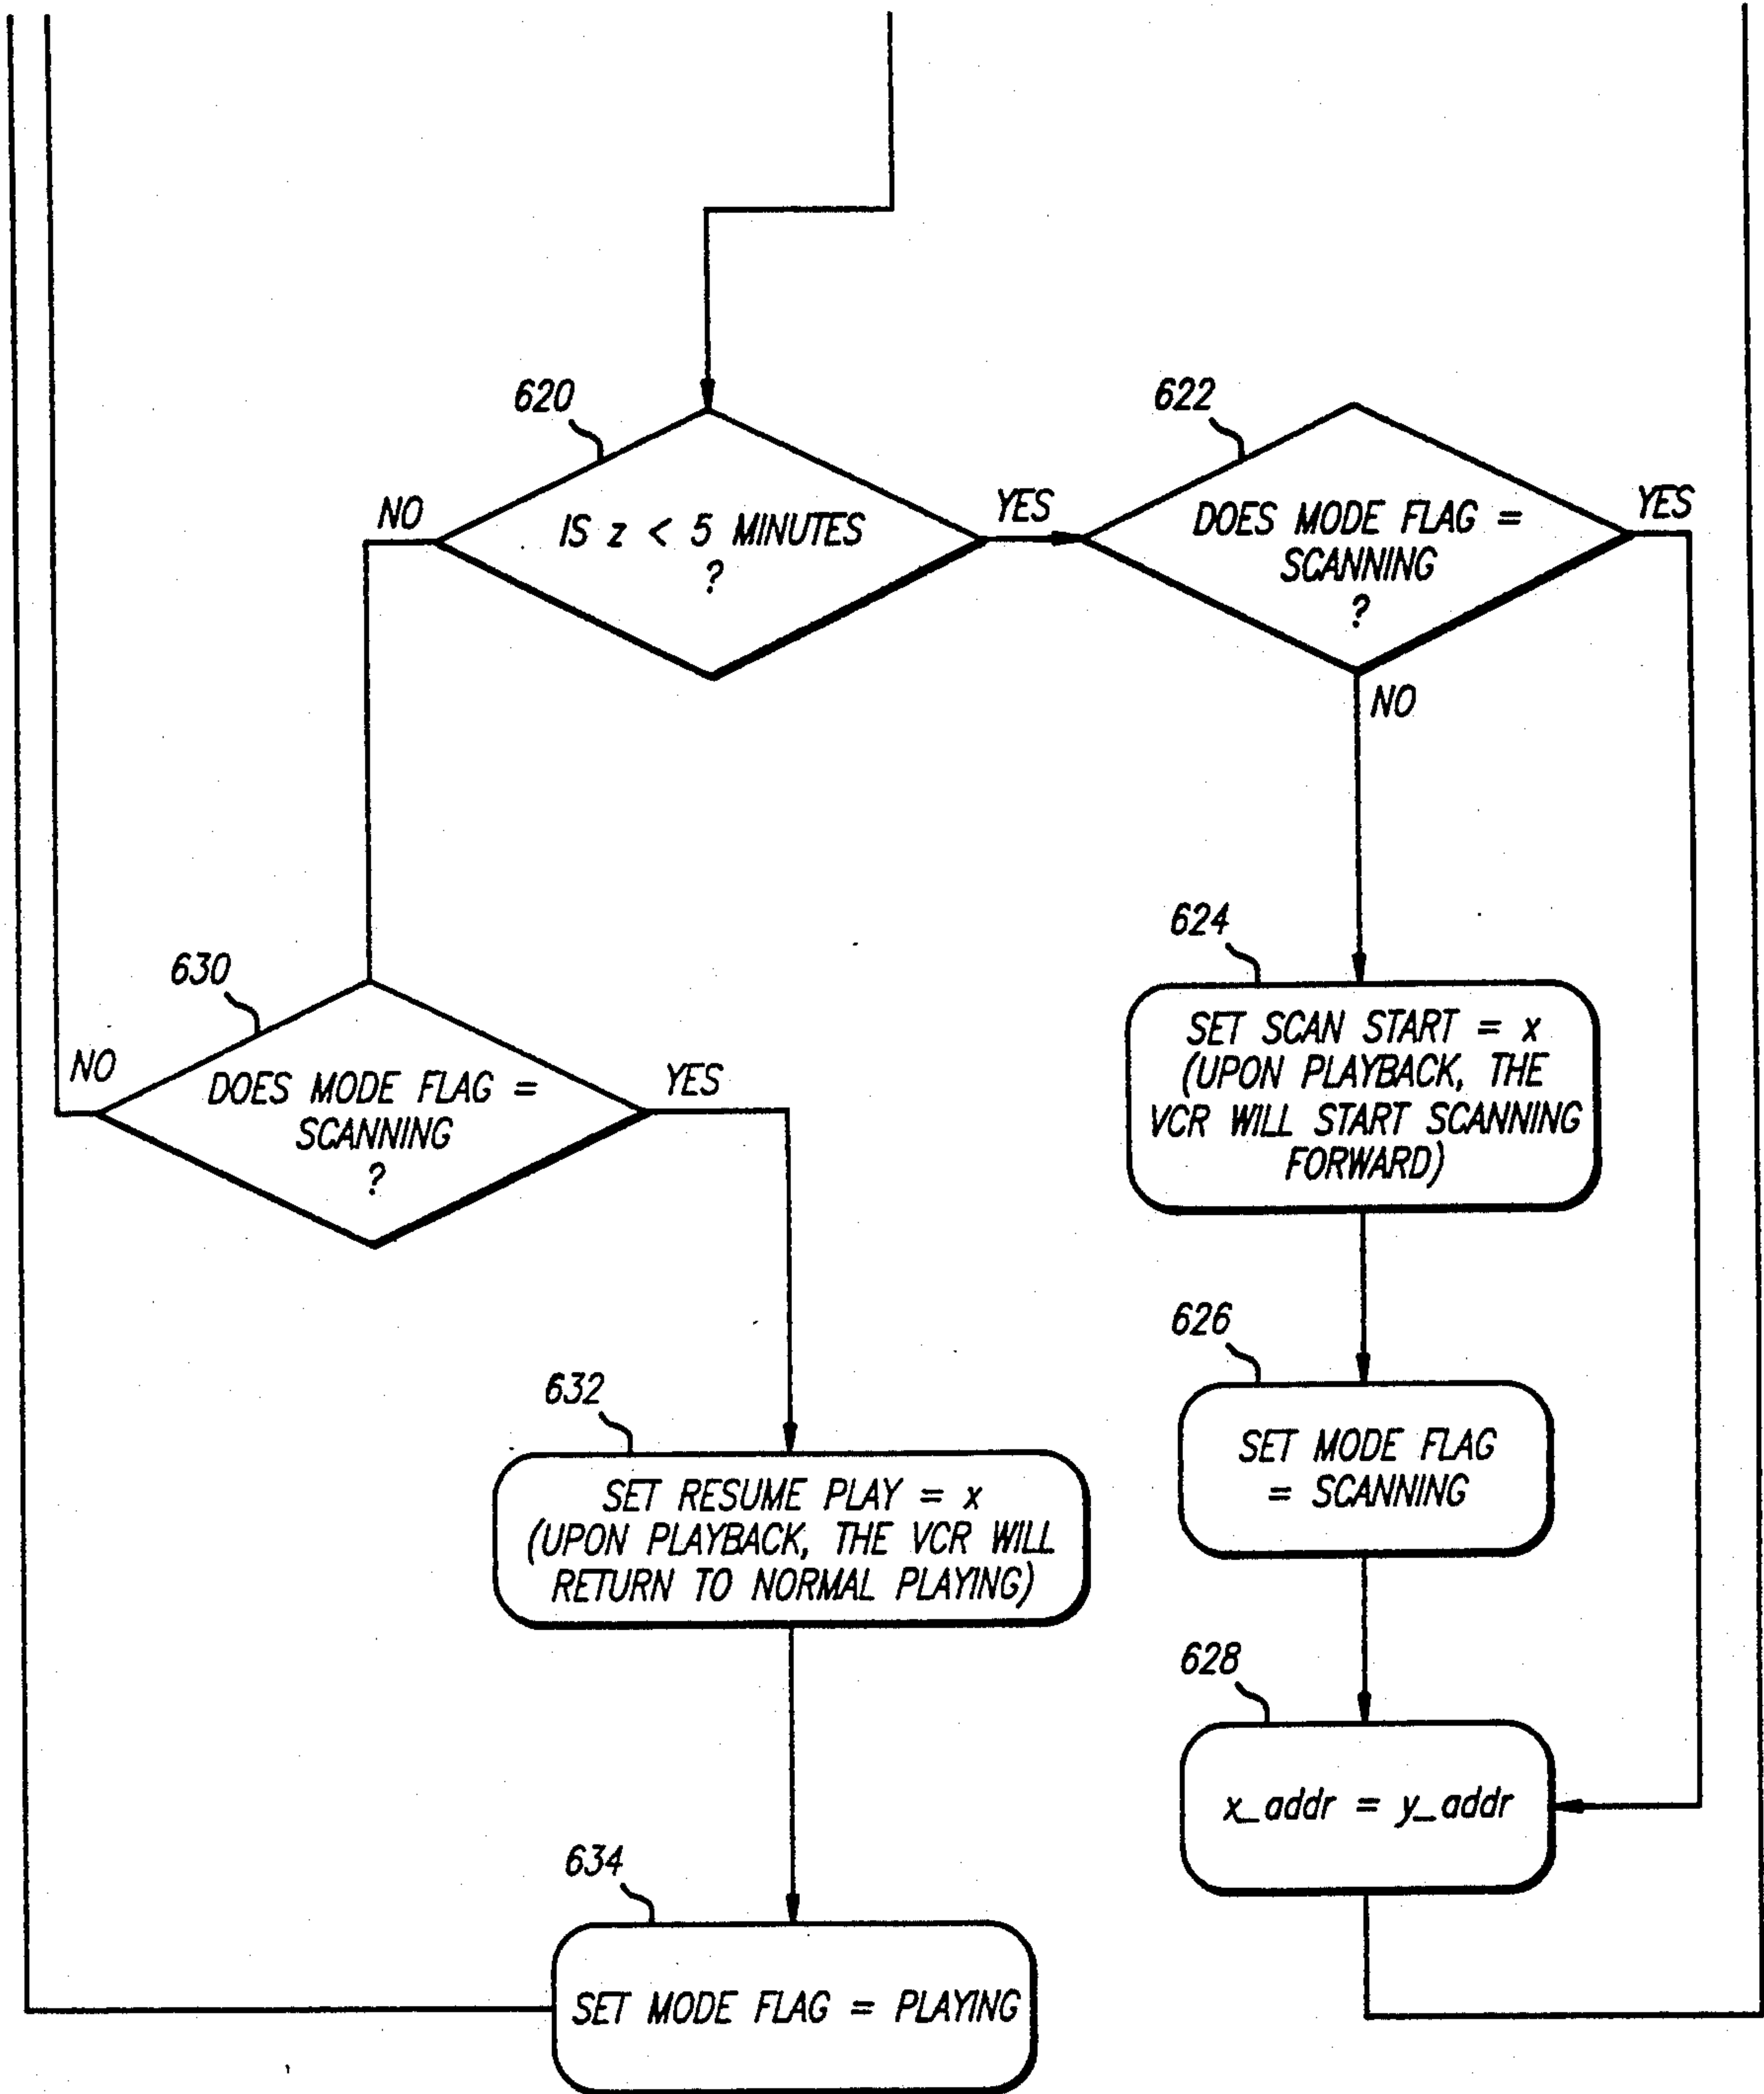 620
IS z < 5 MINUTES
?
NO
YES
622
DOES MODE FLAG =
SCANNING
?
YES
NO
624
SET SCAN START = x
(UPON PLAYBACK, THE
VCR WILL START SCANNING
FORWARD)
630
DOES MODE FLAG =
SCANNING
?
NO
YES
626
SET MODE FLAG
= SCANNING
632
SET RESUME PLAY = x
(UPON PLAYBACK, THE VCR WILL
RETURN TO NORMAL PLAYING)
628
x_addr = y_addr
634
SET MODE FLAG = PLAYING